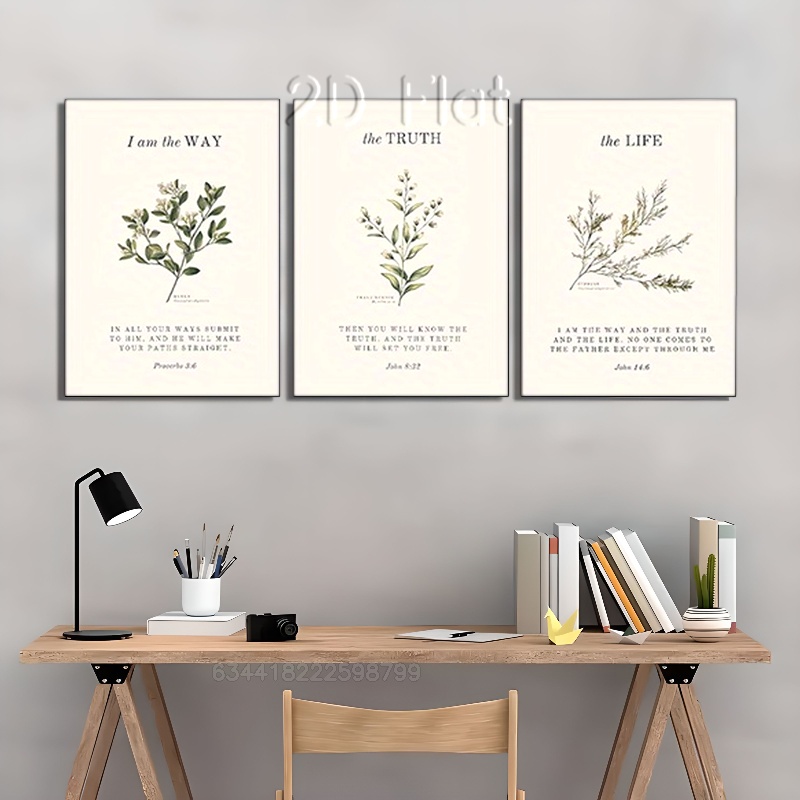 2D Flat
I am the WAY
IN ALL YOUR WAYS SUBMIT
TO HIM, AND HE WILL MAKE
YOUR PATHS STRAIGHT.
Proverbs 3:6
the TRUTH
THEN YOU WILL KNOW THE
TRUTH, AND THE TRUTH
WILL SET YOU FREE.
John 8:32
the LIFE
I AM THE WAY AND THE TRUTH
AND THE LIFE. NO ONE COMES TO
THE FATHER EXCEPT THROUGH ME
John 14:6
634418222598799